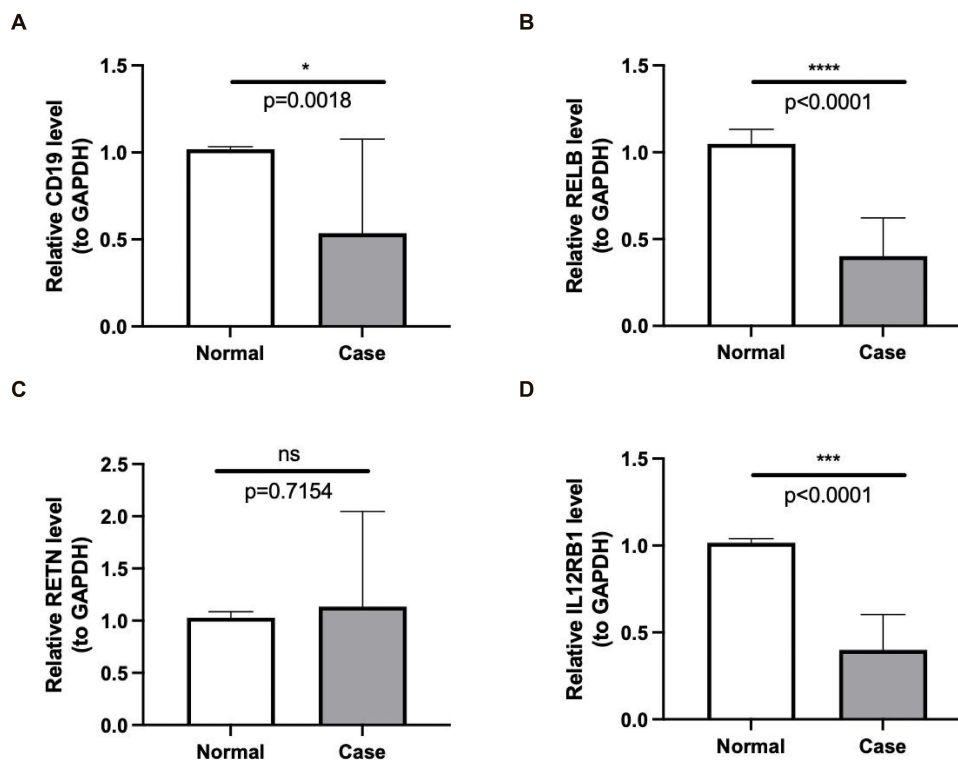 A
Relative CD19 level
(to GAPDH)
1.5
1.0
0.5
0.0
*
p=0.0018
Normal
Case
B
Relative RELB level
(to GAPDH)
1.5
1.0
0.5
0.0
****
p<0.0001
Normal
Case
C
Relative RETN level
(to GAPDH)
2.5
2.0
1.5
1.0
0.5
0.0
ns
p=0.7154
Normal
Case
D
Relative IL12RB1 level
(to GAPDH)
1.5
1.0
0.5
0.0
***
p<0.0001
Normal
Case